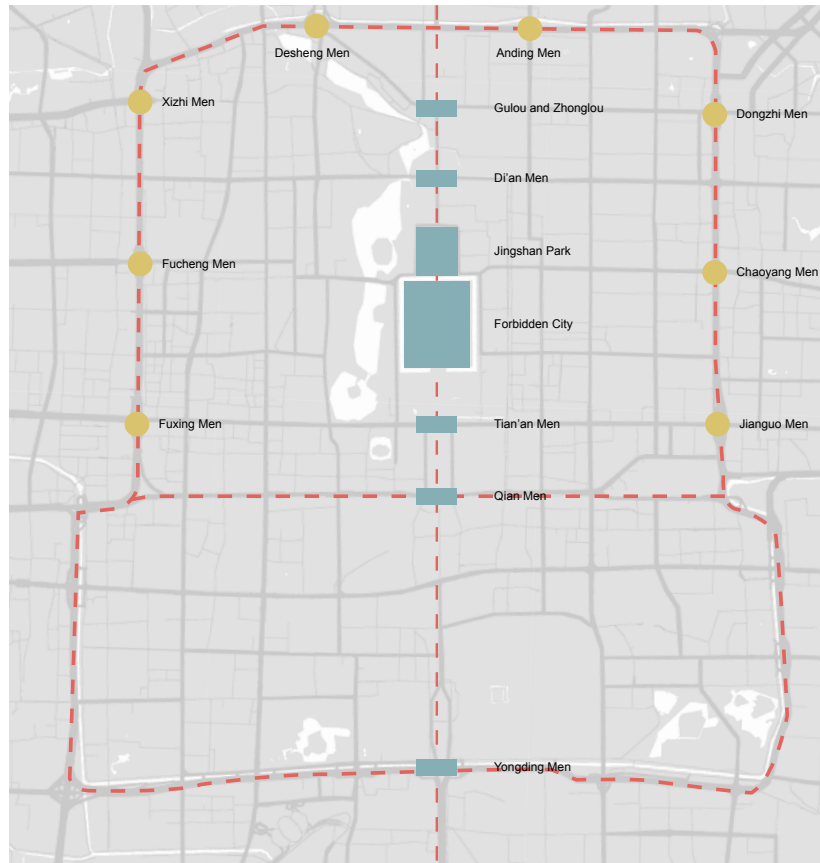 Desheng Men
Anding Men
Xizhi Men
Gulou and Zhonglou
Dongzhi Men
Di'an Men
Jingshan Park
Fucheng Men
Chaoyang Men
Forbidden City
Fuxing Men
Tian'an Men
Jianguo Men
Qian Men
Yongding Men